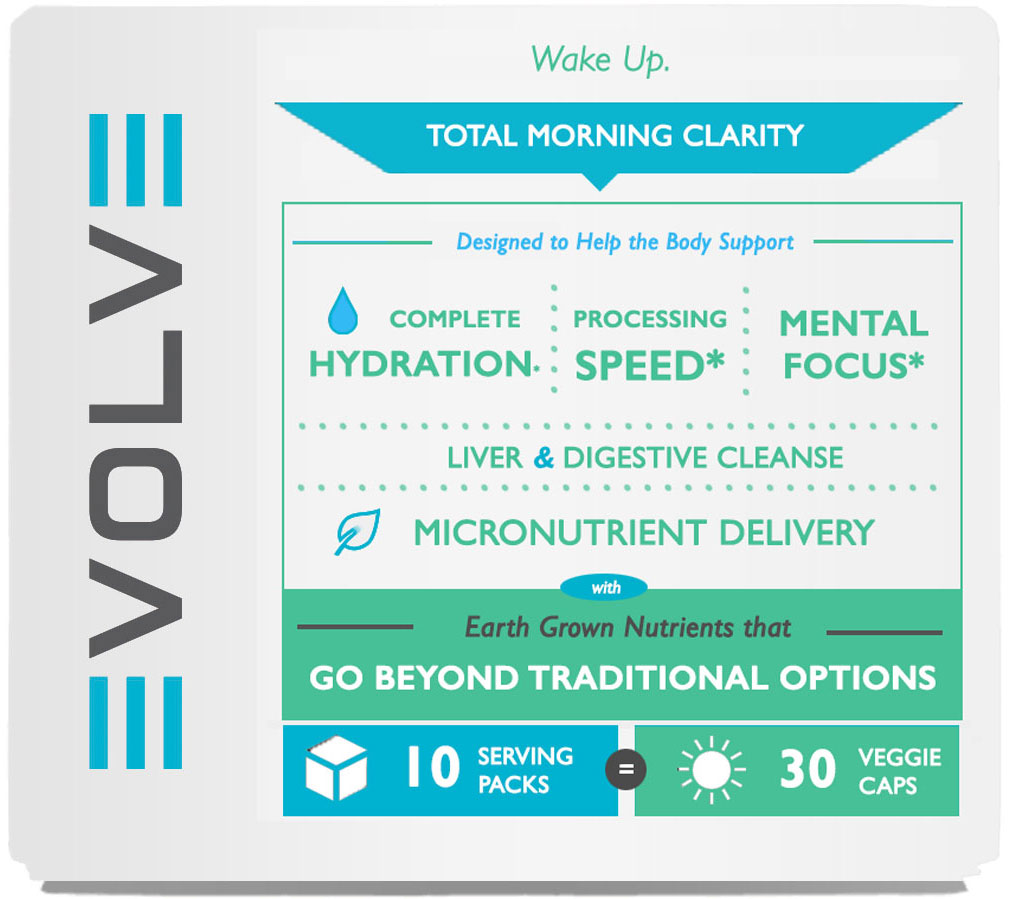 EVOLVE
Wake Up.
TOTAL MORNING CLARITY
Designed to Help the Body Support
COMPLETE
HYDRATION*
PROCESSING
SPEED*
MENTAL
FOCUS*
LIVER & DIGESTIVE CLEANSE
MICRONUTRIENT DELIVERY
with
Earth Grown Nutrients that
GO BEYOND TRADITIONAL OPTIONS
10 SERVING
PACKS
=
30 VEGGIE
CAPS